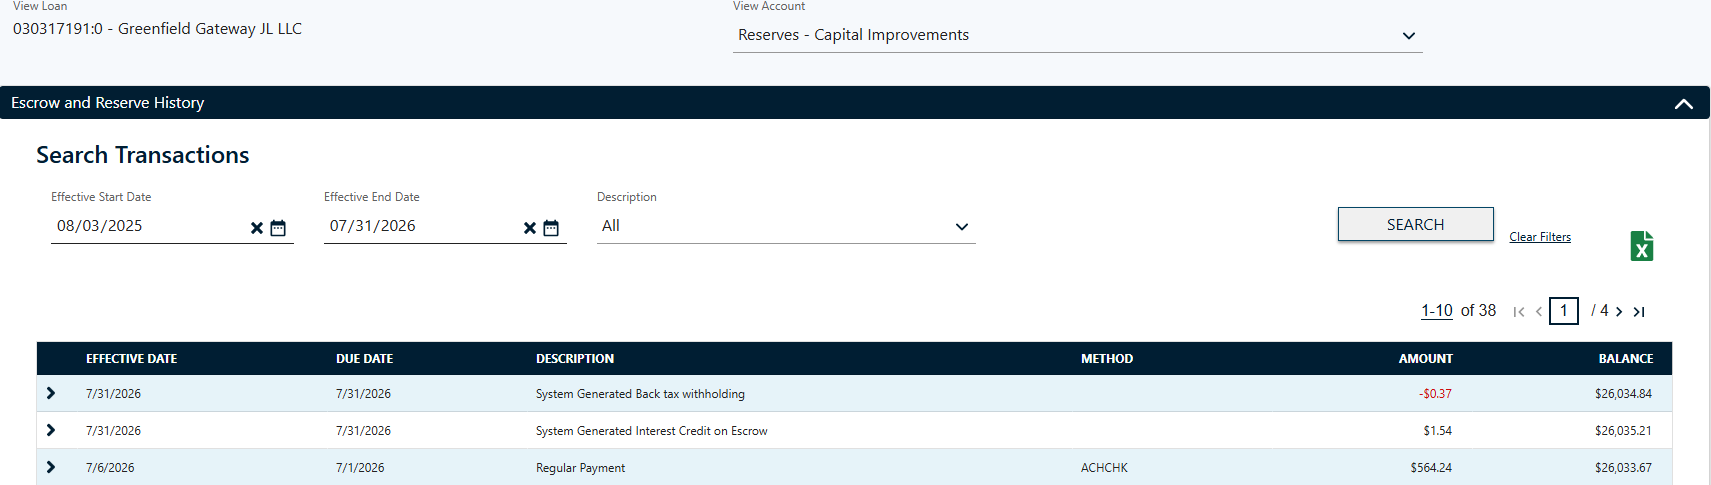 View Loan View Account
030317191:0 - Greenfield Gateway JL LLC Reserves - Capital Improvements
Escrow and Reserve History
Search Transactions
Effective Start Date Effective End Date Description
08/03/2025 07/31/2026 All SEARCH Clear Filters
1-10 of 38 1 / 4
EFFECTIVE DATE DUE DATE DESCRIPTION METHOD AMOUNT BALANCE
7/31/2026 7/31/2026 System Generated Back tax withholding -$0.37 $26,034.84
7/31/2026 7/31/2026 System Generated Interest Credit on Escrow $1.54 $26,035.21
7/6/2026 7/1/2026 Regular Payment ACHCHK $564.24 $26,033.67